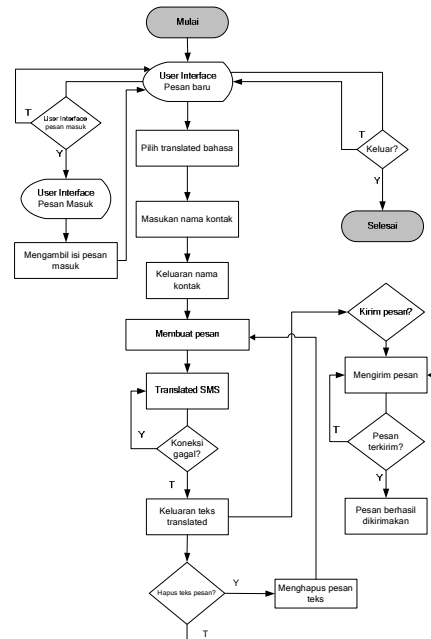 Mulai
User Interface
Pesan baru
T
User Interface
pesan masuk
Y
User Interface
Pesan Masuk
Mengambil isi pesan
masuk
T
Keluar?
Y
Selesai
Pilih translated bahasa
Masukan nama kontak
Keluaran nama
kontak
Membuat pesan
Translated SMS
Y
Koneksi
gagal?
T
Keluaran teks
translated
Hapus teks pesan?
Y
Menghapus pesan
teks
T
Kirim pesan?
Mengirim pesan
T
Pesan
terkirim?
Y
Pesan berhasil
dikirimakan